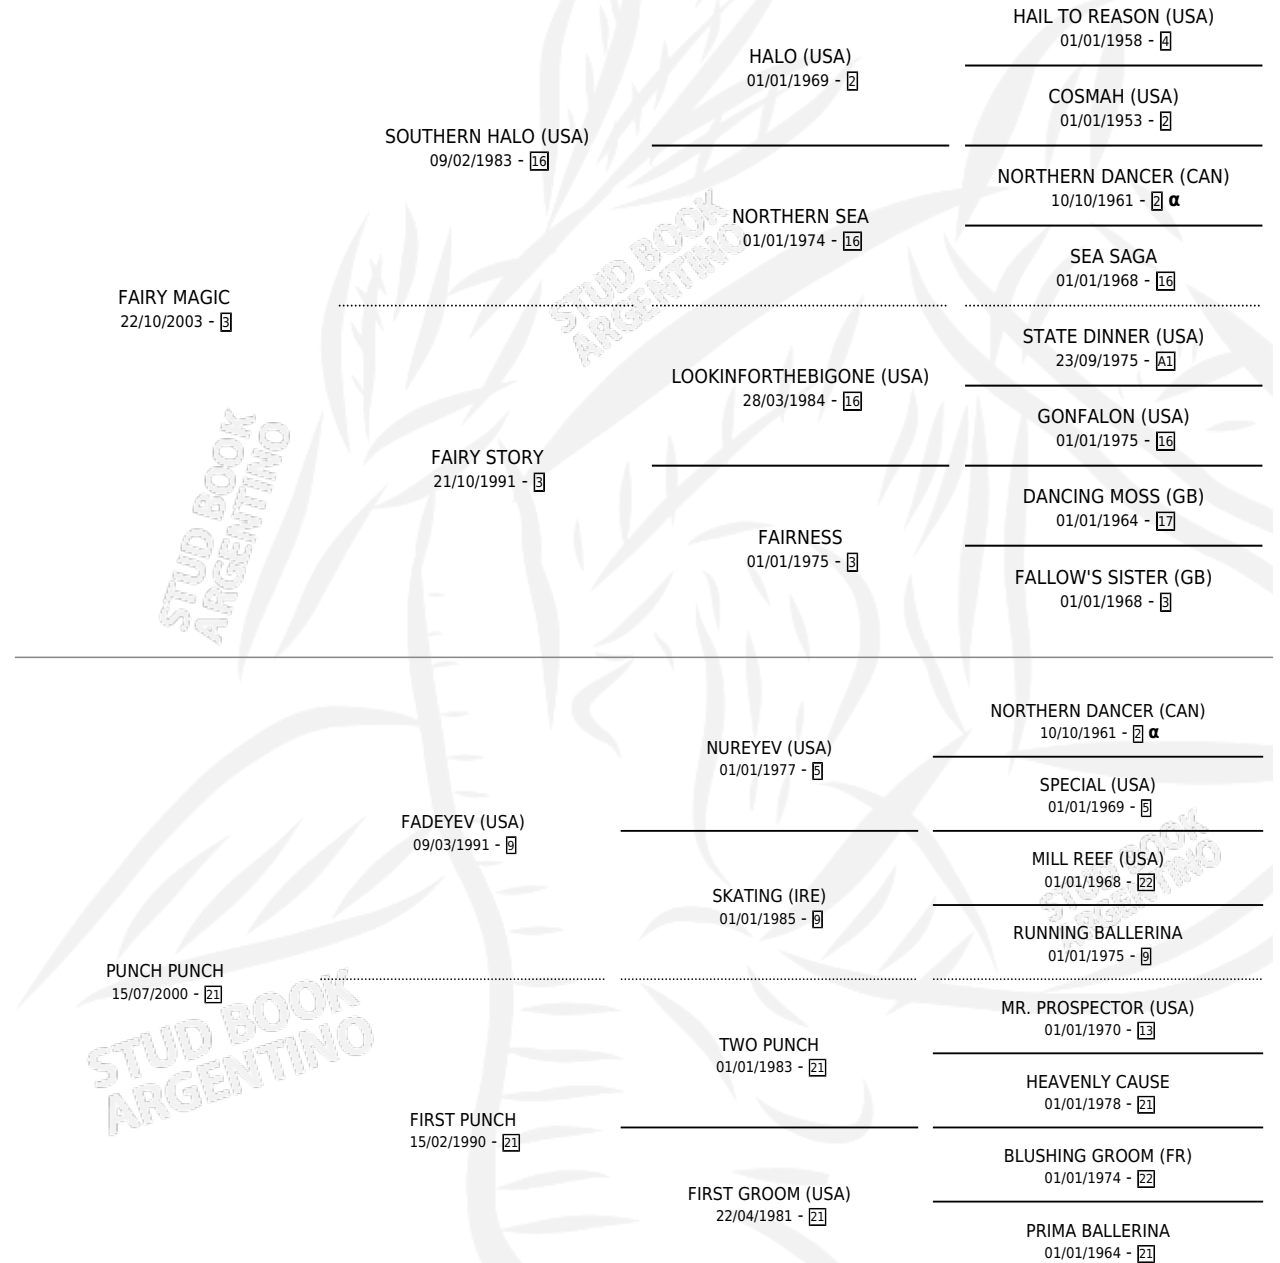 HAIL TO REASON (USA)
01/01/1958 - 4
HALO (USA)
01/01/1969 - 2
COSMAH (USA)
01/01/1953 - 2
SOUTHERN HALO (USA)
09/02/1983 - 16
NORTHERN DANCER (CAN)
10/10/1961 - 2 α
NORTHERN SEA
01/01/1974 - 16
SEA SAGA
01/01/1968 - 16
STUD BOOK
ARGENTINO
FAIRY MAGIC
22/10/2003 - 3
STATE DINNER (USA)
23/09/1975 - A1
LOOKINFORTHEBIGONE (USA)
28/03/1984 - 16
GONFALON (USA)
01/01/1975 - 16
FAIRY STORY
21/10/1991 - 3
DANCING MOSS (GB)
01/01/1964 - 17
FAIRNESS
01/01/1975 - 3
FALLOW'S SISTER (GB)
01/01/1968 - 3
STUD BOOK
ARGENTINO
NORTHERN DANCER (CAN)
10/10/1961 - 2 α
NUREYEV (USA)
01/01/1977 - 5
SPECIAL (USA)
01/01/1969 - 5
FADEYEV (USA)
09/03/1991 - 9
MILL REEF (USA)
01/01/1968 - 22
SKATING (IRE)
01/01/1985 - 9
RUNNING BALLERINA
01/01/1975 - 9
STUD BOOK
ARGENTINO
PUNCH PUNCH
15/07/2000 - 21
MR. PROSPECTOR (USA)
01/01/1970 - 13
TWO PUNCH
01/01/1983 - 21
HEAVENLY CAUSE
01/01/1978 - 21
FIRST PUNCH
15/02/1990 - 21
BLUSHING GROOM (FR)
01/01/1974 - 22
FIRST GROOM (USA)
22/04/1981 - 21
PRIMA BALLERINA
01/01/1964 - 21
STUD BOOK
ARGENTINO